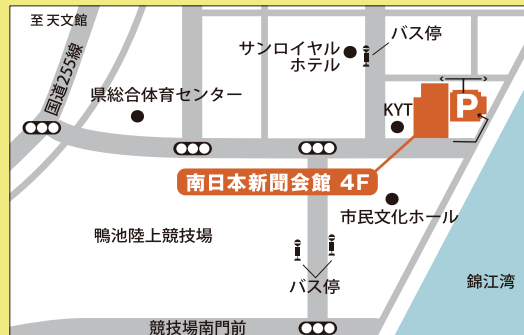 至 天文館
国道255線
バス停
サンロイヤル
ホテル
県総合体育センター
KYT
P
南日本新聞会館 4F
市民文化ホール
鴨池陸上競技場
バス停
錦江湾
競技場南門前